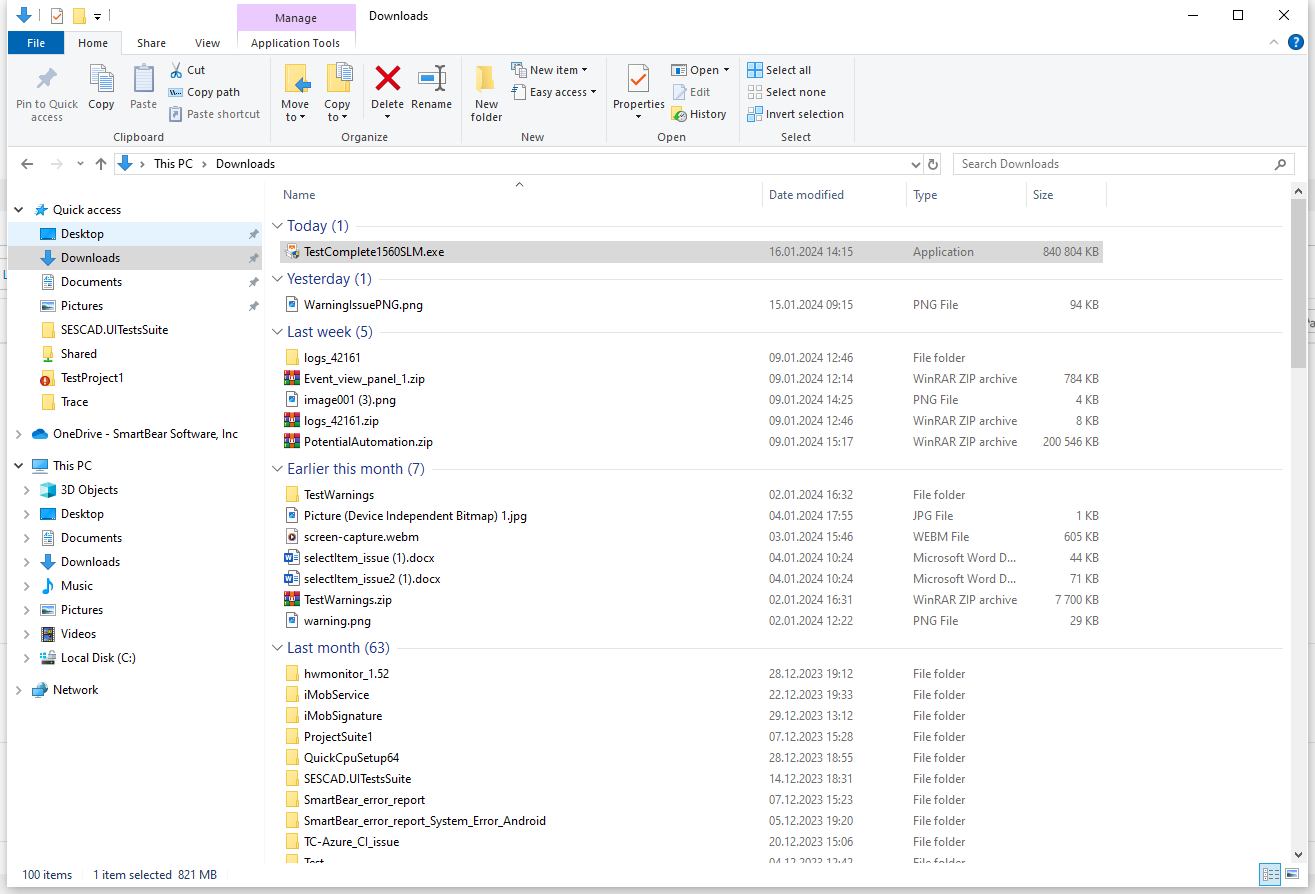 Manage
Downloads
File
Home
Share
View
Application Tools
Pin to Quick access
Copy
Paste
Cut
Copy path
Paste shortcut
Clipboard
Move to
Copy to
Delete
Rename
Organize
New folder
New item
Easy access
New
Properties
Open
Edit
History
Open
Select all
Select none
Invert selection
Select
This PC > Downloads
Search Downloads
Quick access
Desktop
Downloads
Documents
Pictures
SESCAD.UITestsSuite
Shared
TestProject1
Trace
OneDrive - SmartBear Software, Inc
This PC
3D Objects
Desktop
Documents
Downloads
Music
Pictures
Videos
Local Disk (C:)
Network
Name Date modified Type Size
Today (1)
TestComplete1560SLM.exe 16.01.2024 14:15 Application 840 804 KB
Yesterday (1)
WarningIssuePNG.png 15.01.2024 09:15 PNG File 94 KB
Last week (5)
logs_42161 09.01.2024 12:46 File folder
Event_view_panel_1.zip 09.01.2024 12:14 WinRAR ZIP archive 784 KB
image001 (3).png 09.01.2024 14:25 PNG File 4 KB
logs_42161.zip 09.01.2024 12:46 WinRAR ZIP archive 8 KB
PotentialAutomation.zip 09.01.2024 15:17 WinRAR ZIP archive 200 546 KB
Earlier this month (7)
TestWarnings 02.01.2024 16:32 File folder
Picture (Device Independent Bitmap) 1.jpg 04.01.2024 17:55 JPG File 1 KB
screen-capture.webm 03.01.2024 15:46 WEBM File 605 KB
selectItem_issue (1).docx 04.01.2024 10:24 Microsoft Word D... 44 KB
selectItem_issue2 (1).docx 04.01.2024 10:24 Microsoft Word D... 71 KB
TestWarnings.zip 02.01.2024 16:31 WinRAR ZIP archive 7 700 KB
warning.png 02.01.2024 12:22 PNG File 29 KB
Last month (63)
hwmonitor_1.52 28.12.2023 19:12 File folder
iMobService 22.12.2023 19:33 File folder
iMobSignature 29.12.2023 13:12 File folder
ProjectSuite1 07.12.2023 15:28 File folder
QuickCpuSetup64 28.12.2023 18:55 File folder
SESCAD.UITestsSuite 14.12.2023 18:31 File folder
SmartBear_error_report 07.12.2023 15:23 File folder
SmartBear_error_report_System_Error_Android 05.12.2023 19:20 File folder
TC-Azure_CI_issue 20.12.2023 15:06 File folder
Test 04.12.2023 12:42 File folder
100 items 1 item selected 821 MB